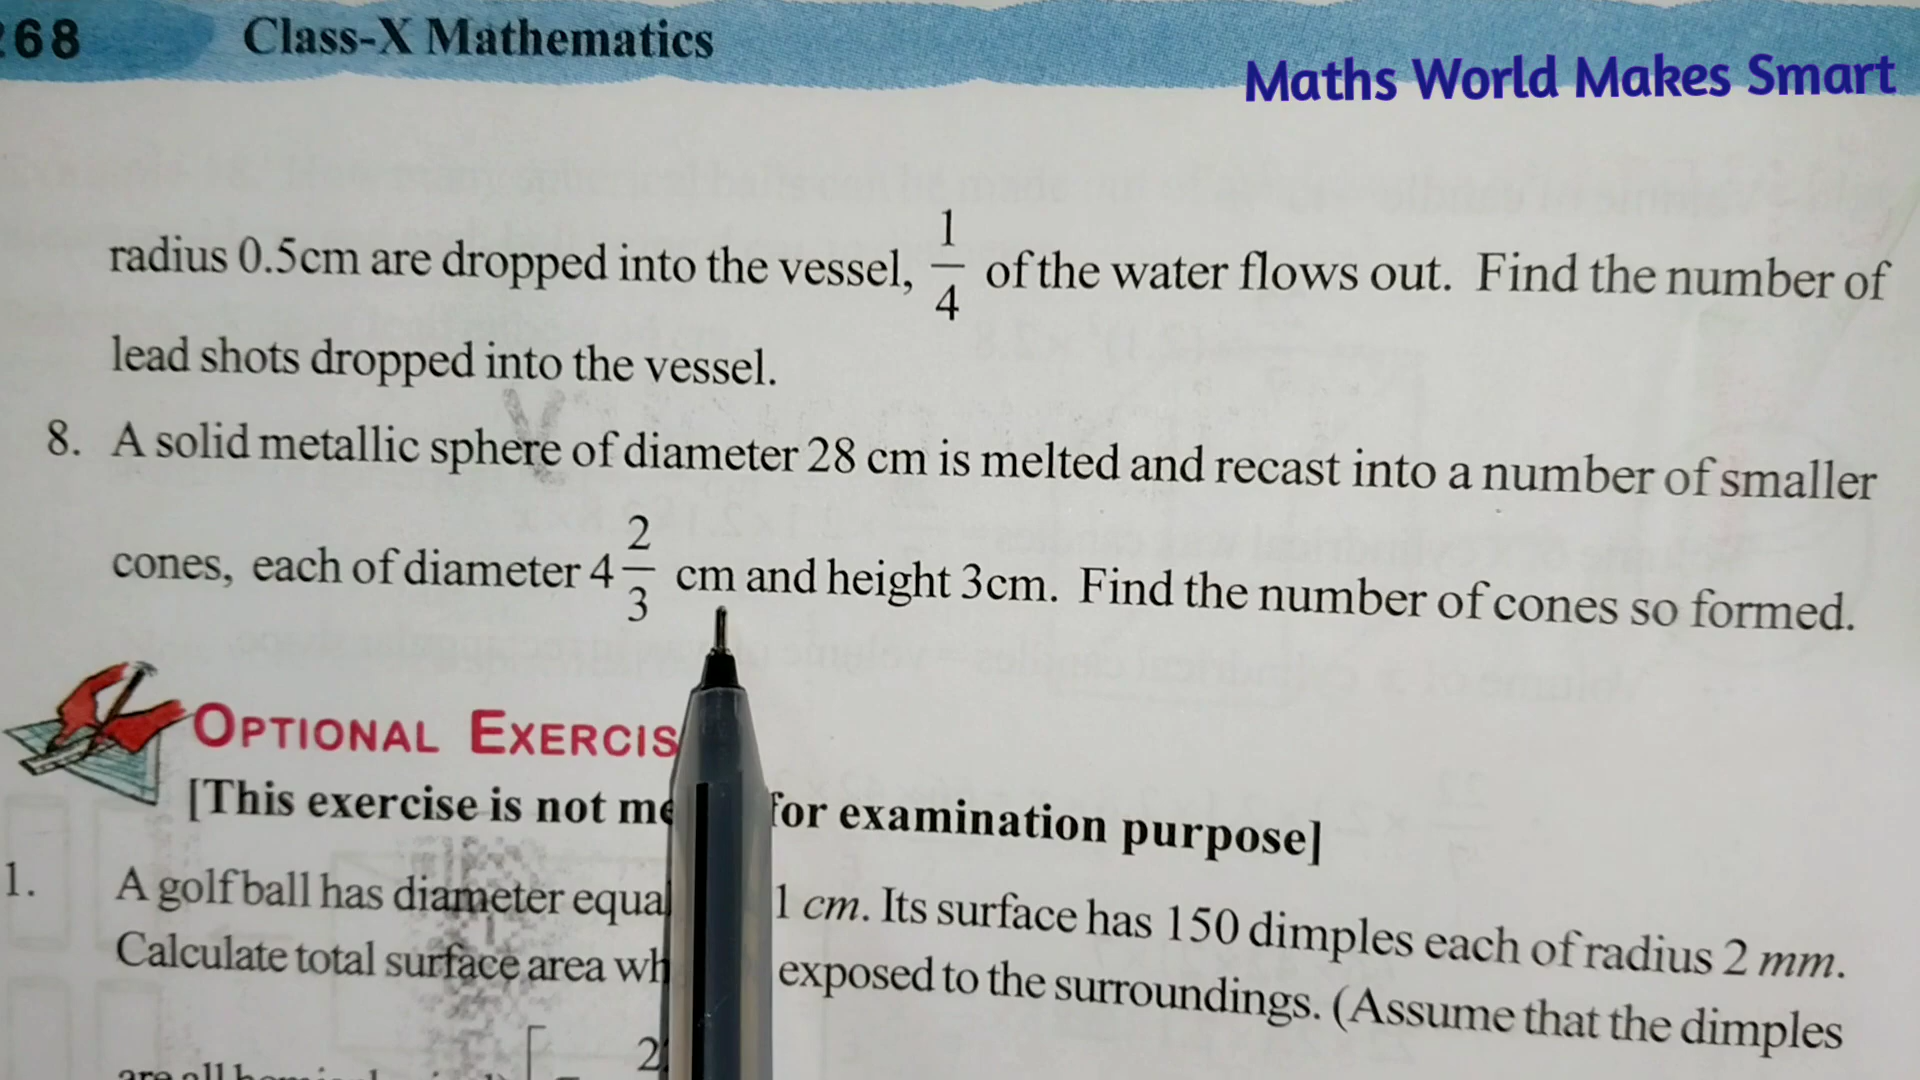 268 Class-X Mathematics
Maths World Makes Smart
radius 0.5cm are dropped into the vessel, 1/4 of the water flows out. Find the number of
lead shots dropped into the vessel.
8. A solid metallic sphere of diameter 28 cm is melted and recast into a number of smaller
cones, each of diameter 4 2/3 cm and height 3cm. Find the number of cones so formed.
OPTIONAL EXERCIS
[This exercise is not me for examination purpose]
1. A golf ball has diameter equal 1 cm. Its surface has 150 dimples each of radius 2 mm.
Calculate total surface area wh exposed to the surroundings. (Assume that the dimples